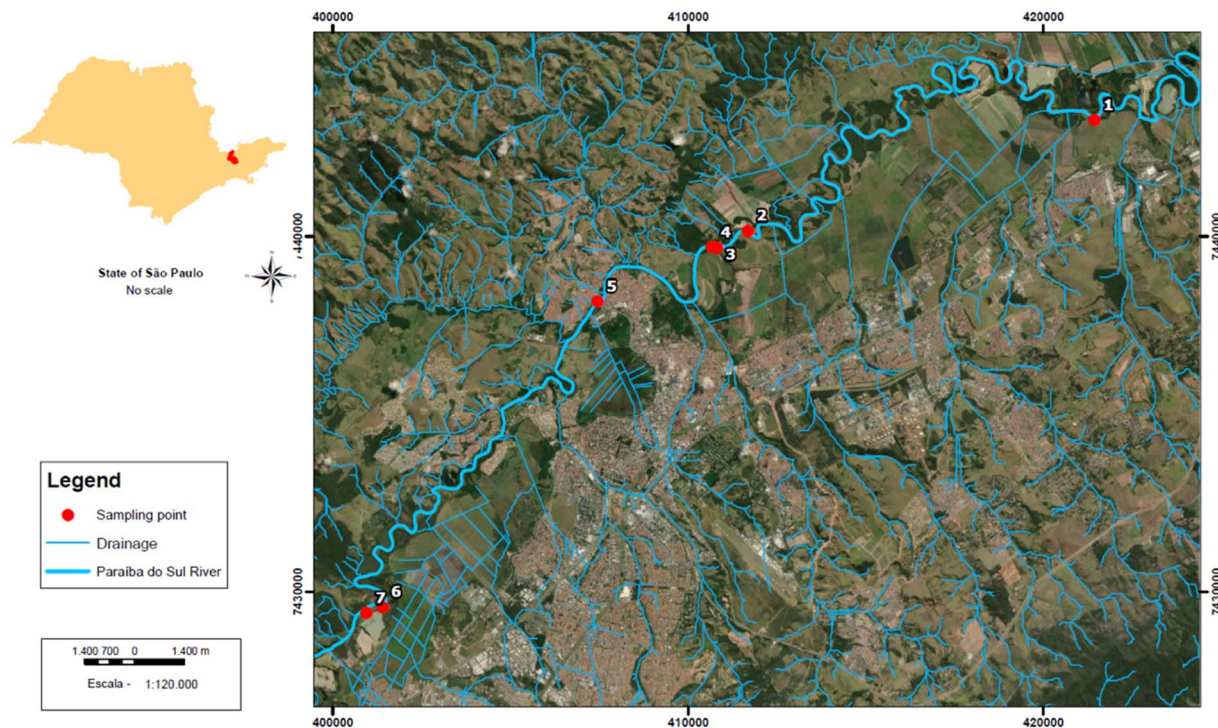 400000
410000
420000
1
2
4
3
5
6
7
7440000
7440000
7430000
7430000
400000
410000
420000
State of São Paulo
No scale
Legend
Sampling point
Drainage
Paraíba do Sul River
1.400 700 0 1.400 m
Escala - 1:120.000